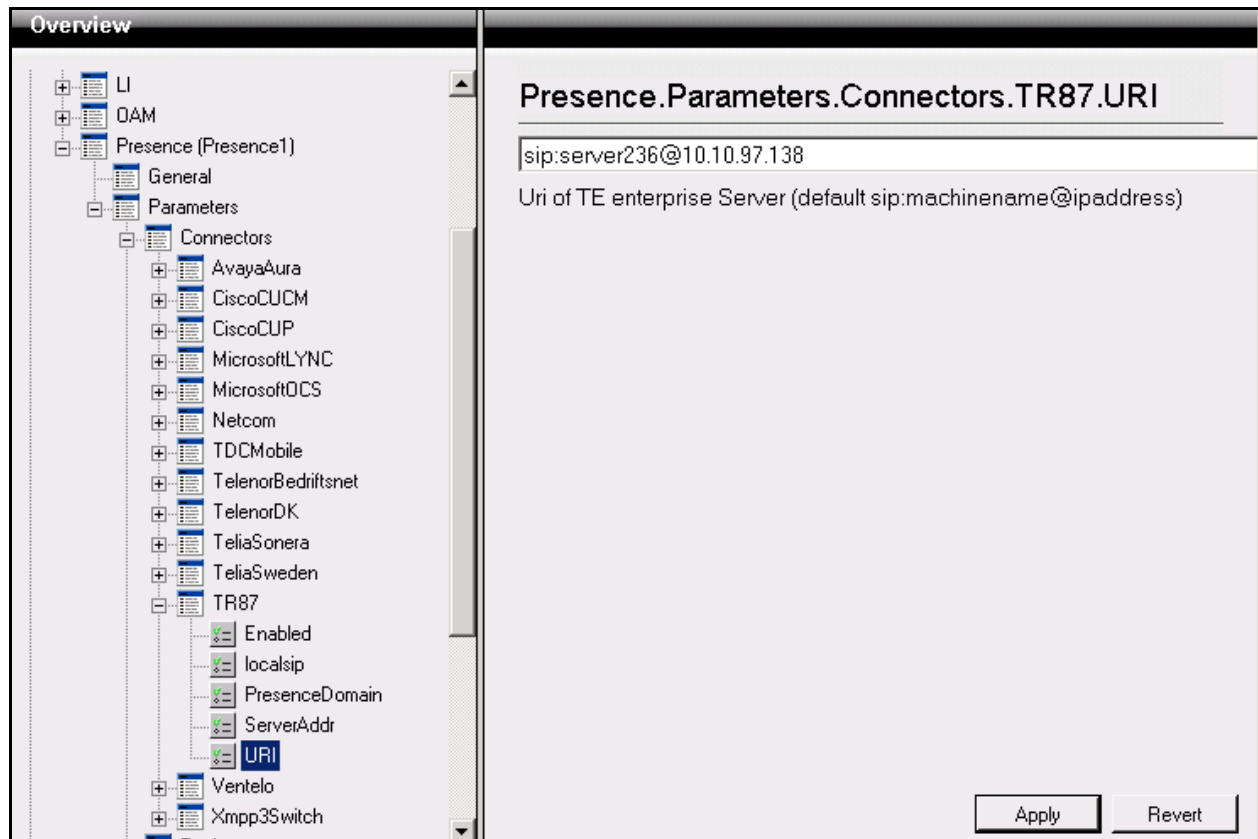 Overview
LI
OAM
Presence (Presence1)
General
Parameters
Connectors
AvayaAura
CiscoCUCM
CiscoCUP
MicrosoftLYNC
MicrosoftOCS
Netcom
TDCMobile
TelenorBedriftsnet
TelenorDK
TeliaSonera
TeliaSweden
TR87
Enabled
localsip
PresenceDomain
ServerAddr
URI
Ventelo
Xmpp3Switch
Presence.Parameters.Connectors.TR87.URI
sip:server236@10.10.97.138
Uri of TE enterprise Server (default sip:machinename@ipaddress)
Apply
Revert